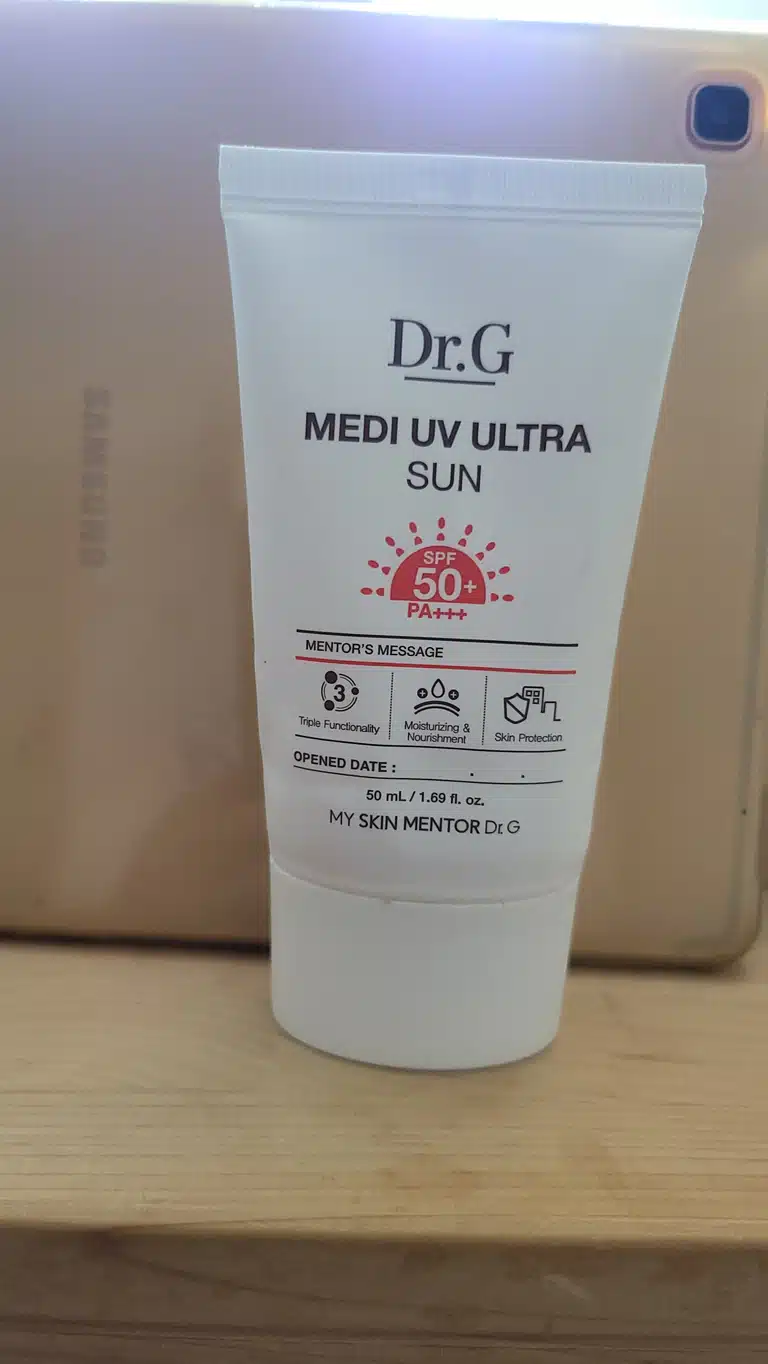 SAMSUNG
Dr.G
MEDI UV ULTRA
SUN
SPF
50+
PA+++
MENTOR'S MESSAGE
3
Triple Functionality
Moisturizing &
Nourishment
Skin Protection
OPENED DATE : . .
50 mL / 1.69 fl. oz.
MY SKIN MENTOR Dr.G